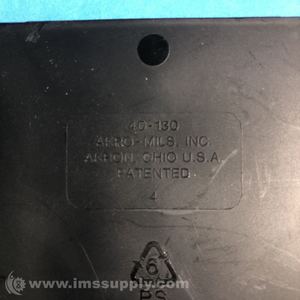 40-130
AKRO-MILS, INC.
AKRON, OHIO U.S.A.
PATENTED
4
6
PS
© www.imssupply.com